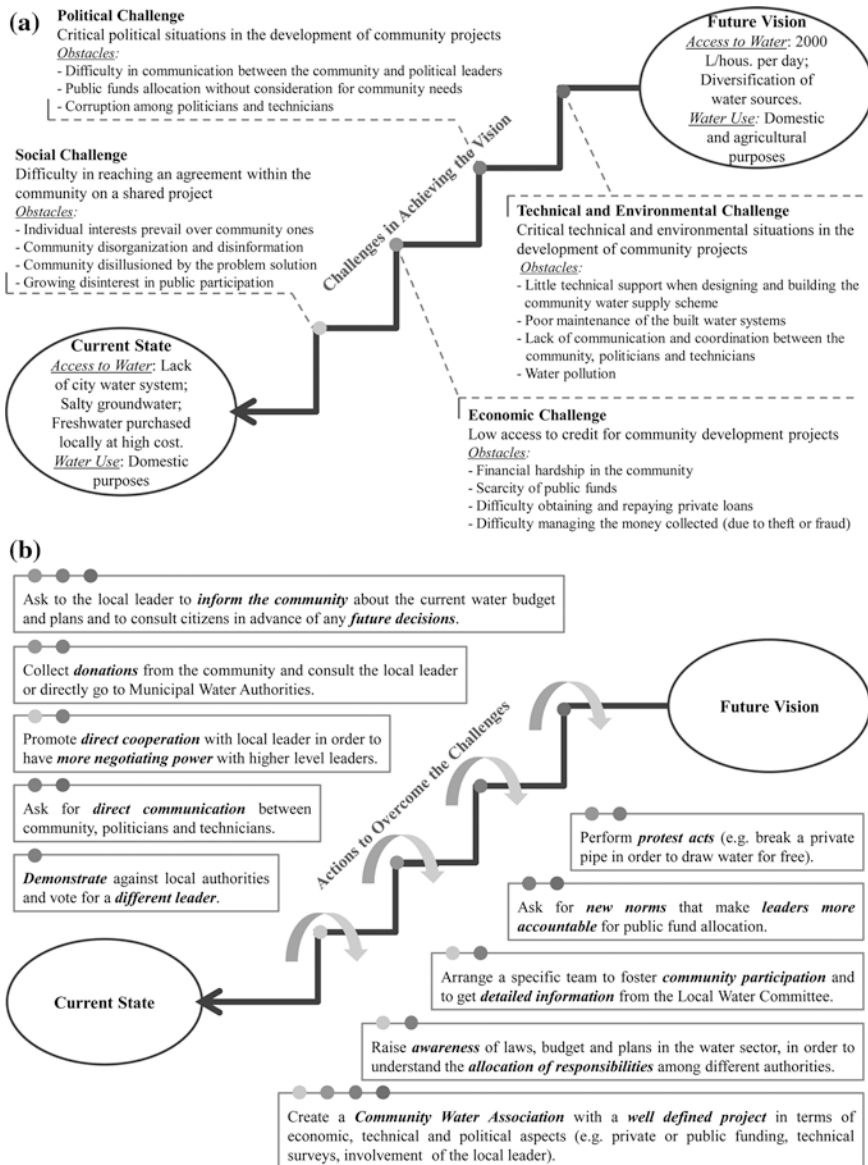 (a)
Political Challenge
Critical political situations in the development of community projects
Obstacles:
- Difficulty in communication between the community and political leaders
- Public funds allocation without consideration for community needs
- Corruption among politicians and technicians
Future Vision
Access to Water: 2000
L/hous. per day;
Diversification of
water sources.
Water Use: Domestic
and agricultural
purposes
Social Challenge
Difficulty in reaching an agreement within the
community on a shared project
Obstacles:
- Individual interests prevail over community ones
- Community disorganization and disinformation
- Community disillusioned by the problem solution
- Growing disinterest in public participation
Challenges in Achieving the Vision
Technical and Environmental Challenge
Critical technical and environmental situations in the
development of community projects
Obstacles:
- Little technical support when designing and building the
community water supply scheme
- Poor maintenance of the built water systems
- Lack of communication and coordination between the
community, politicians and technicians
- Water pollution
Current State
Access to Water: Lack
of city water system;
Salty groundwater;
Freshwater purchased
locally at high cost.
Water Use: Domestic
purposes
Economic Challenge
Low access to credit for community development projects
Obstacles:
- Financial hardship in the community
- Scarcity of public funds
- Difficulty obtaining and repaying private loans
- Difficulty managing the money collected (due to theft or fraud)
(b)
Ask to the local leader to inform the community about the current water budget
and plans and to consult citizens in advance of any future decisions.
Collect donations from the community and consult the local leader
or directly go to Municipal Water Authorities.
Promote direct cooperation with local leader in order to
have more negotiating power with higher level leaders.
Ask for direct communication between
community, politicians and technicians.
Demonstrate against local authorities
and vote for a different leader.
Actions to Overcome the Challenges
Future Vision
Perform protest acts (e.g. break a private
pipe in order to draw water for free).
Ask for new norms that make leaders more
accountable for public fund allocation.
Current State
Arrange a specific team to foster community participation and
to get detailed information from the Local Water Committee.
Raise awareness of laws, budget and plans in the water sector, in order to
understand the allocation of responsibilities among different authorities.
Create a Community Water Association with a well defined project in terms of
economic, technical and political aspects (e.g. private or public funding, technical
surveys, involvement of the local leader).